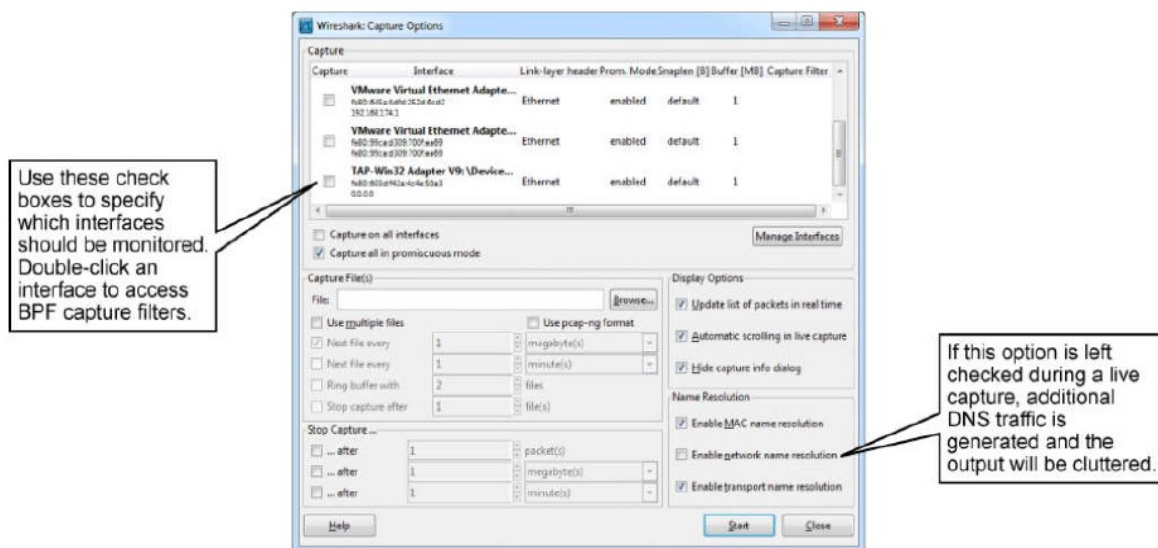 Wireshark: Capture Options
Capture
Capture Interface Link-layer header Prom. Mode Snaplen [B] Buffer [MB] Capture Filter
VMware Virtual Ethernet Adapte...
Ethernet enabled default 1
192.168.174.1
VMware Virtual Ethernet Adapte...
Ethernet enabled default 1
TAP-Win32 Adapter V9: \Device...
Ethernet enabled default 1
0.0.0.0
Capture on all interfaces
Manage Interfaces
Capture all in promiscuous mode
Use these check
boxes to specify
which interfaces
should be monitored.
Double-click an
interface to access
BPF capture filters.
Capture File(s)
File:
Browse...
Use multiple files
Use pcap-ng format
Next file every 1 megabyte(s)
Next file every 1 minute(s)
Ring buffer with 2 files
Stop capture after 1 file(s)
Stop Capture ...
... after 1 packet(s)
... after 1 megabyte(s)
... after 1 minute(s)
Display Options
Update list of packets in real time
Automatic scrolling in live capture
Hide capture info dialog
Name Resolution
Enable MAC name resolution
Enable network name resolution
Enable transport name resolution
If this option is left
checked during a live
capture, additional
DNS traffic is
generated and the
output will be cluttered.
Help
Start
Close